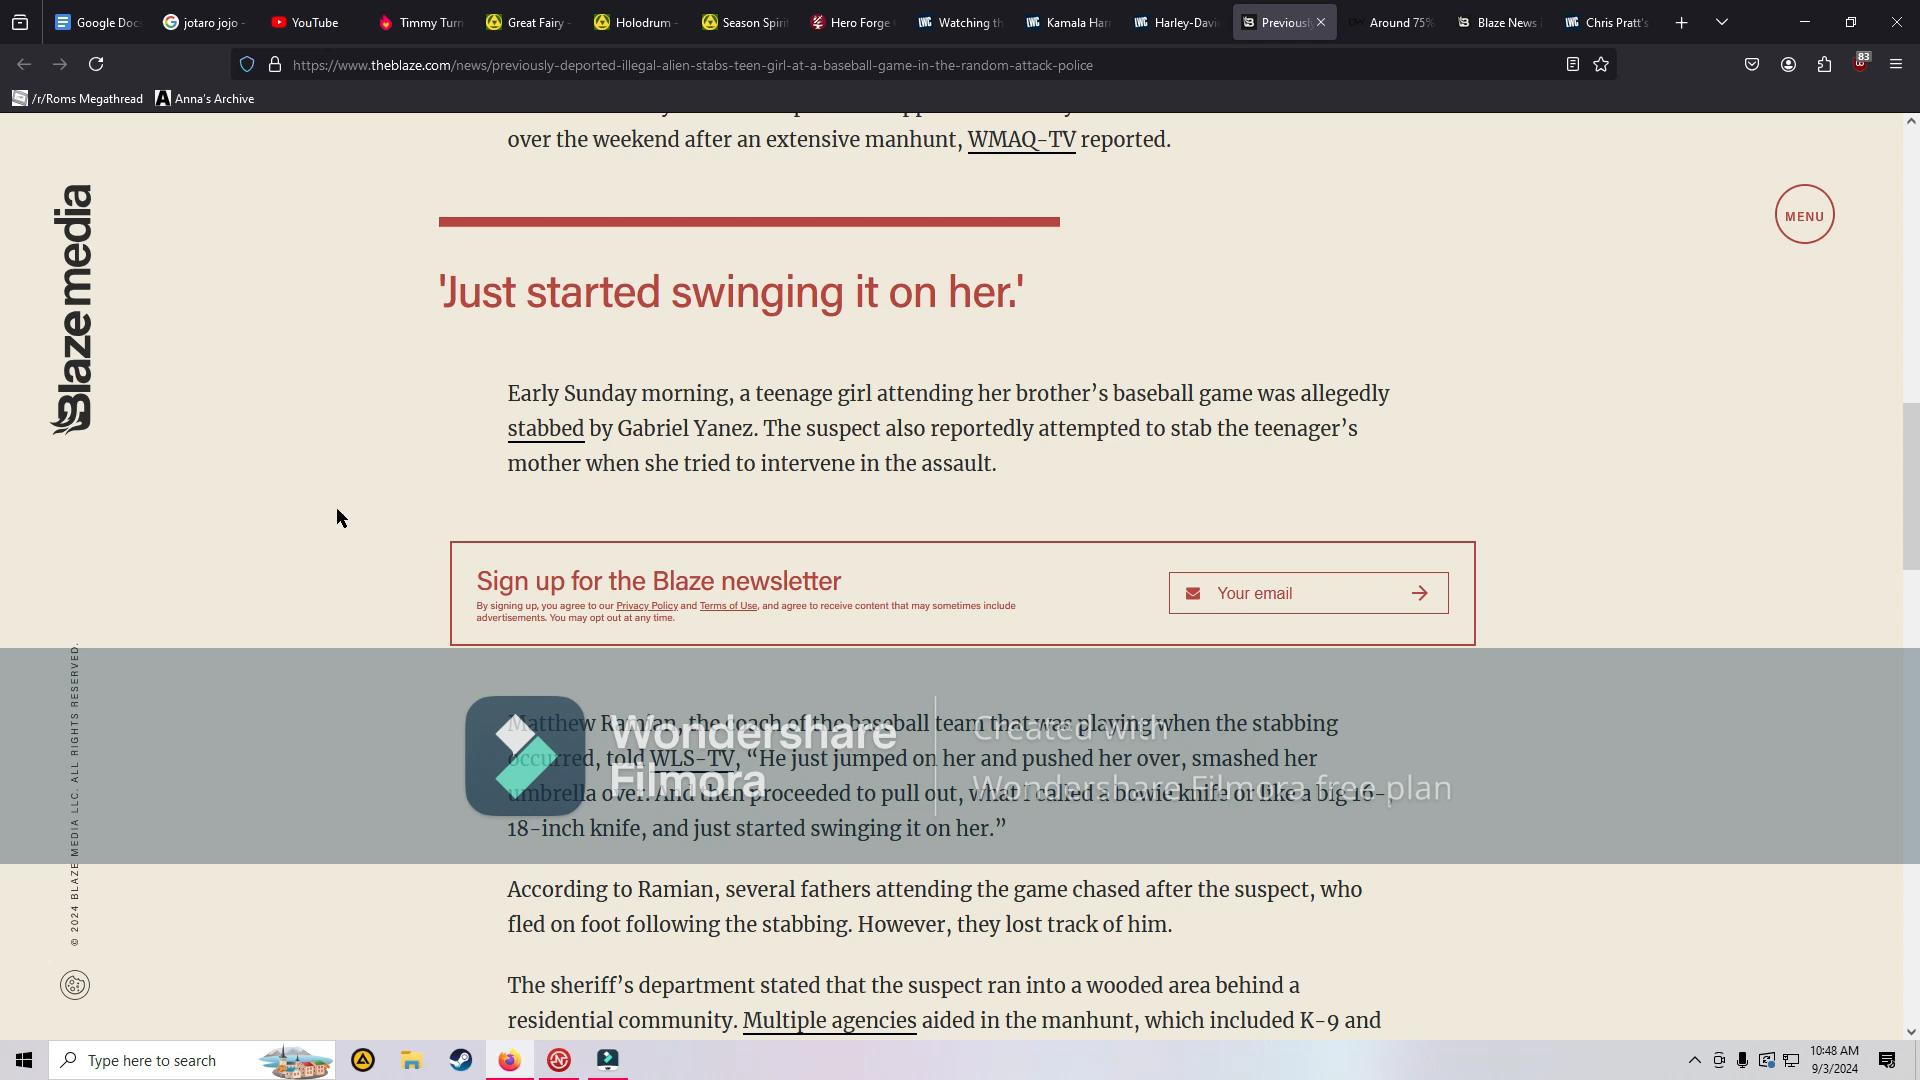 Google Doc
jotaro jojo -
YouTube
Timmy Turn
Great Fairy -
Holodrum -
Season Spiri
Hero Forge
Watching th
Kamala Har
Harley-Davi
Previously
Around 75%
Blaze News
Chris Pratt's
https://www.theblaze.com/news/previously-deported-illegal-alien-stabs-teen-girl-at-a-baseball-game-in-the-random-attack-police
83
/r/Roms Megathread
Anna's Archive
over the weekend after an extensive manhunt, WMAQ-TV reported.
Blaze media
MENU
'Just started swinging it on her.'
Early Sunday morning, a teenage girl attending her brother’s baseball game was allegedly
stabbed by Gabriel Yanez. The suspect also reportedly attempted to stab the teenager’s
mother when she tried to intervene in the assault.
Sign up for the Blaze newsletter
By signing up, you agree to our Privacy Policy and Terms of Use, and agree to receive content that may sometimes include
advertisements. You may opt out at any time.
Your email
Matthew Ramian, the coach of the baseball team that was playing when the stabbing
occurred, told WLS-TV, “He just jumped on her and pushed her over, smashed her
umbrella over. And then proceeded to pull out, what I called a bowie knife or like a big 16-,
18-inch knife, and just started swinging it on her.”
Wondershare
Filmora
Created with
Wondershare Filmora free plan
According to Ramian, several fathers attending the game chased after the suspect, who
fled on foot following the stabbing. However, they lost track of him.
The sheriff’s department stated that the suspect ran into a wooded area behind a
residential community. Multiple agencies aided in the manhunt, which included K-9 and
© 2024 BLAZE MEDIA LLC. ALL RIGHTS RESERVED.
Type here to search
10:48 AM
9/3/2024